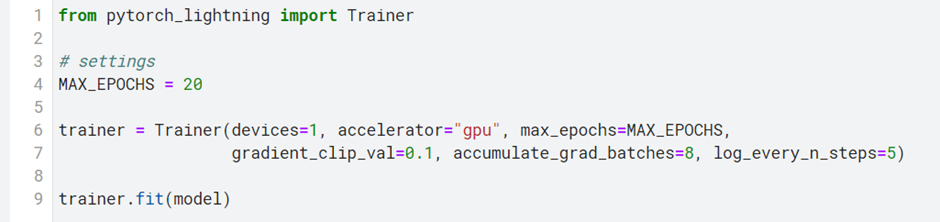 1 from pytorch_lightning import Trainer
2
3 # settings
4 MAX_EPOCHS = 20
5
6 trainer = Trainer(devices=1, accelerator="gpu", max_epochs=MAX_EPOCHS,
7                   gradient_clip_val=0.1, accumulate_grad_batches=8, log_every_n_steps=5)
8
9 trainer.fit(model)